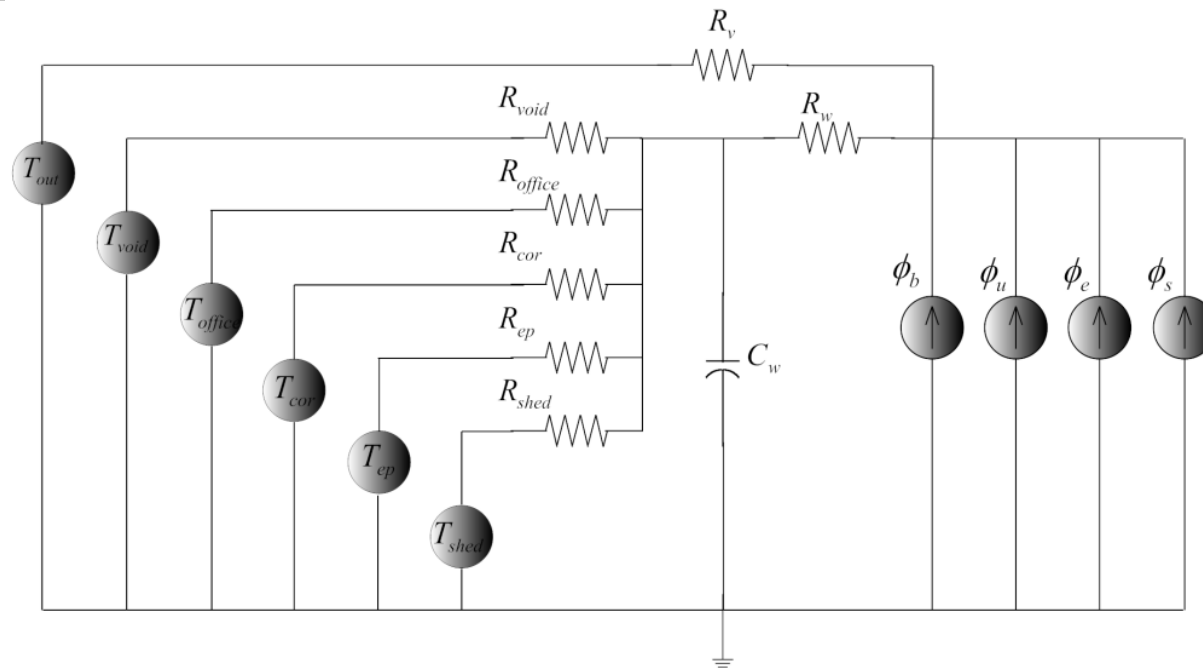 R_v
R_void
R_w
T_out
R_office
T_void
R_cor
ϕ_b ϕ_u ϕ_e ϕ_s
T_office
R_ep
C_w
T_cor
R_shed
T_ep
T_shed